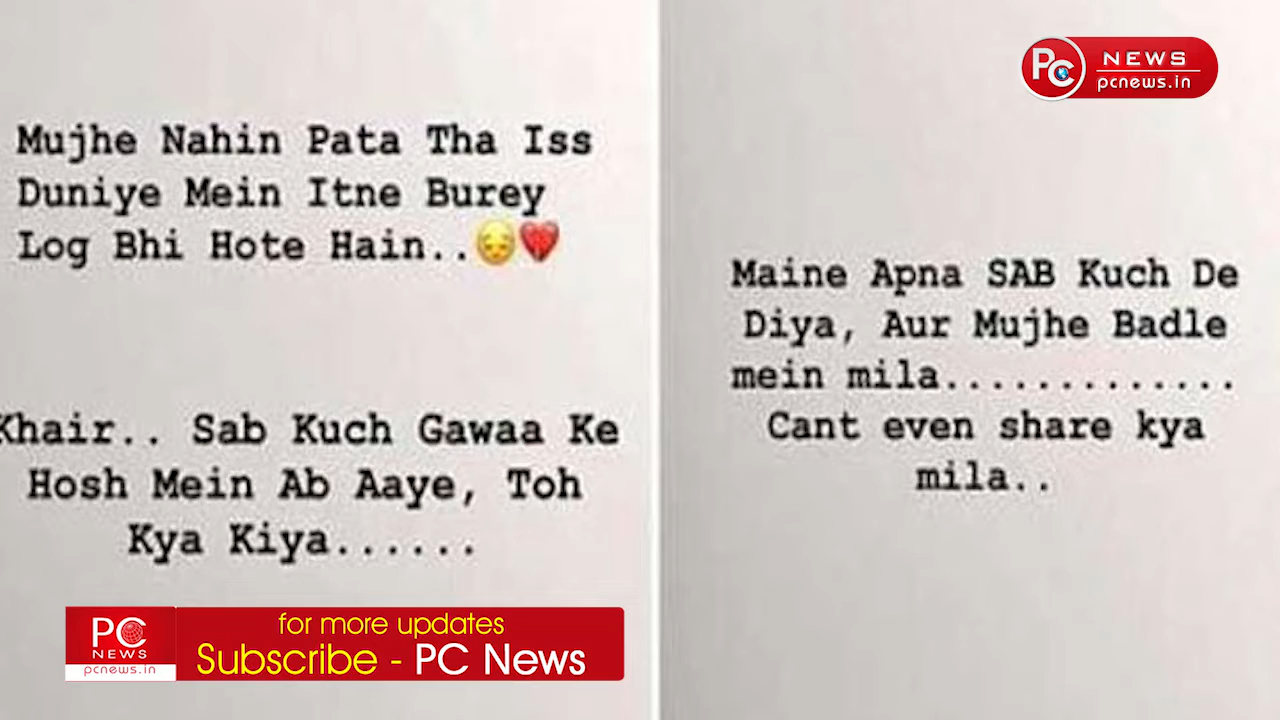 Mujhe Nahin Pata Tha Iss
Duniye Mein Itne Burey
Log Bhi Hote Hain..😔💔
Khair.. Sab Kuch Gawaa Ke
Hosh Mein Ab Aaye, Toh
Kya Kiya......
Maine Apna SAB Kuch De
Diya, Aur Mujhe Badle
mein mila.............
Cant even share kya
mila..
PC NEWS
pcnews.in
PC
NEWS
pcnews.in
for more updates
Subscribe - PC News